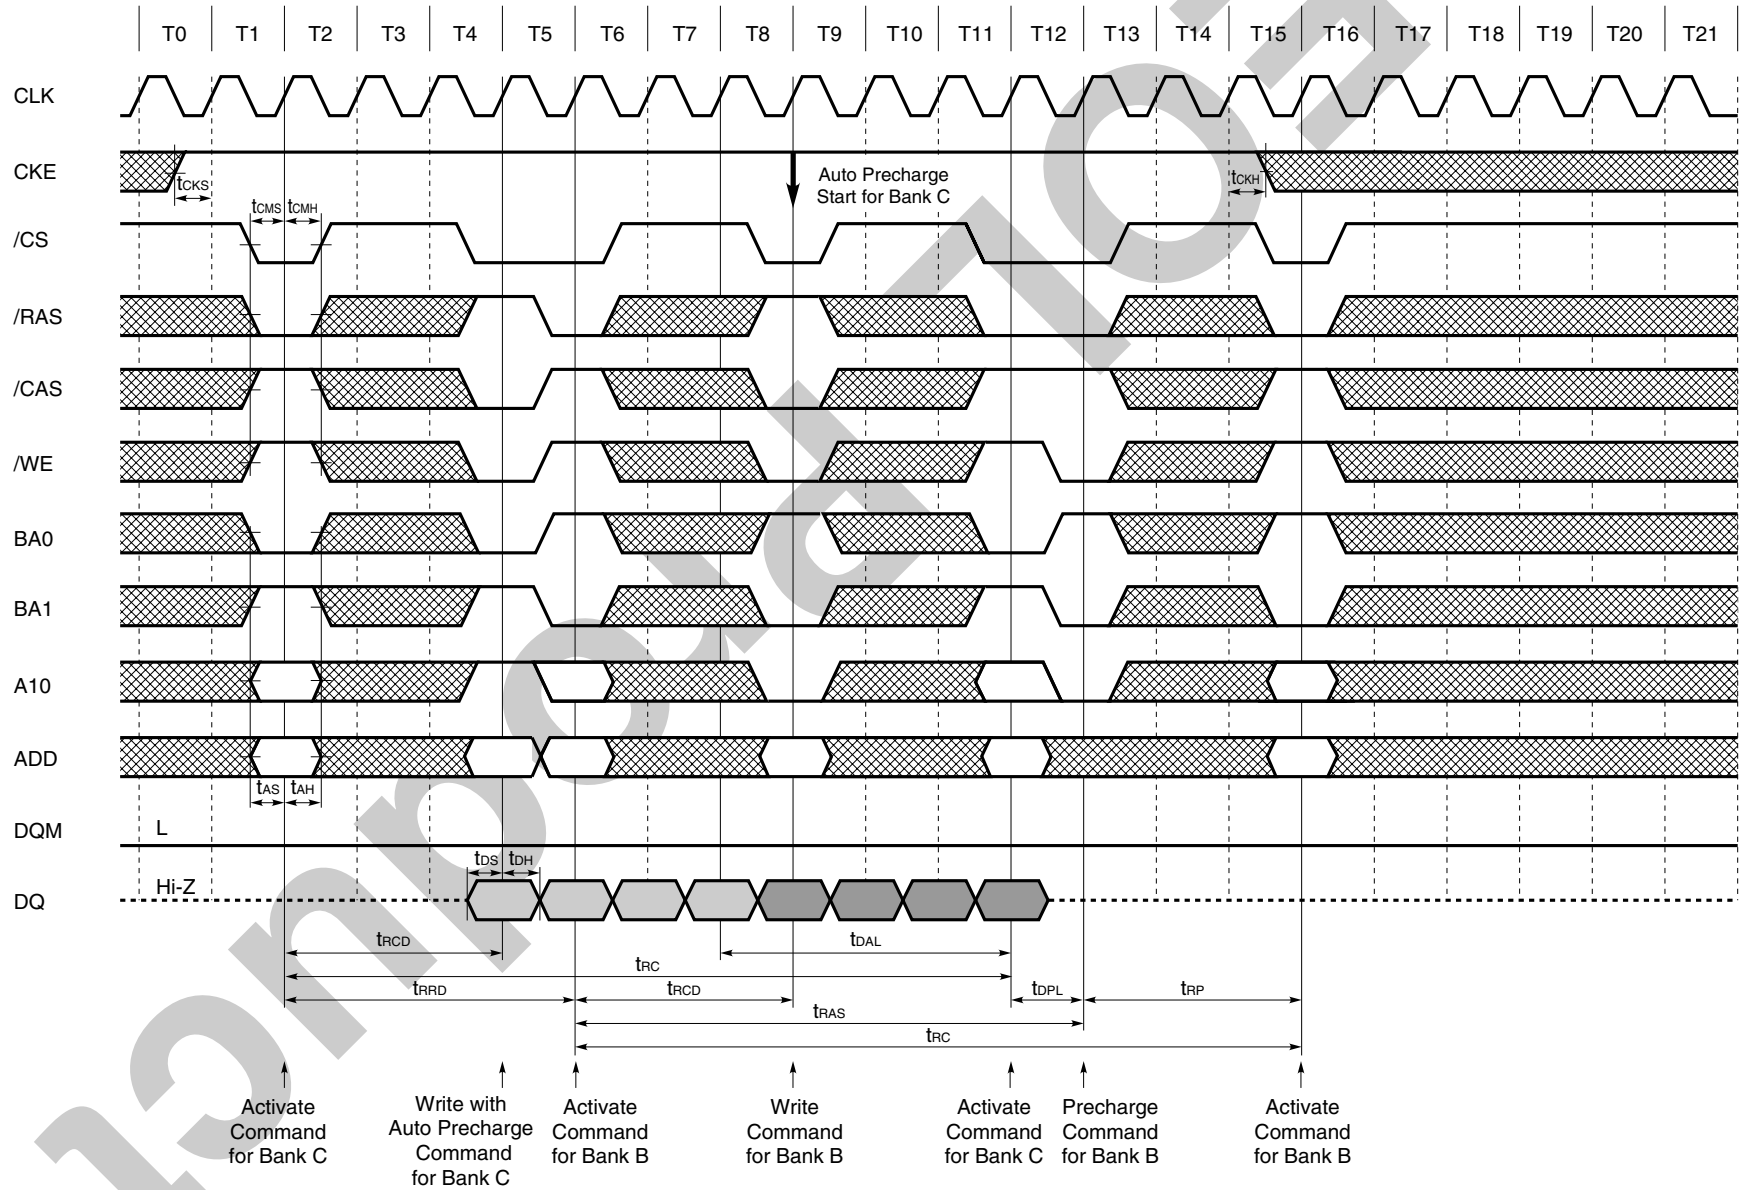 T0 T1 T2 T3 T4 T5 T6 T7 T8 T9 T10 T11 T12 T13 T14 T15 T16 T17 T18 T19 T20 T21
CLK
CKE
tCKS
Auto Precharge
Start for Bank C
tCKH
tCMS tCMH
/CS
/RAS
/CAS
/WE
BA0
BA1
A10
ADD
tAS tAH
DQM
L
tDS tDH
DQ
Hi-Z
tRCD
tDAL
tRC
tRRD
tRCD
tDPL
tRP
tRAS
tRC
Activate
Command
for Bank C
Write with
Auto Precharge
Command
for Bank C
Activate
Command
for Bank B
Write
Command
for Bank B
Activate
Command
for Bank C
Precharge
Command
for Bank B
Activate
Command
for Bank B
EOL Product